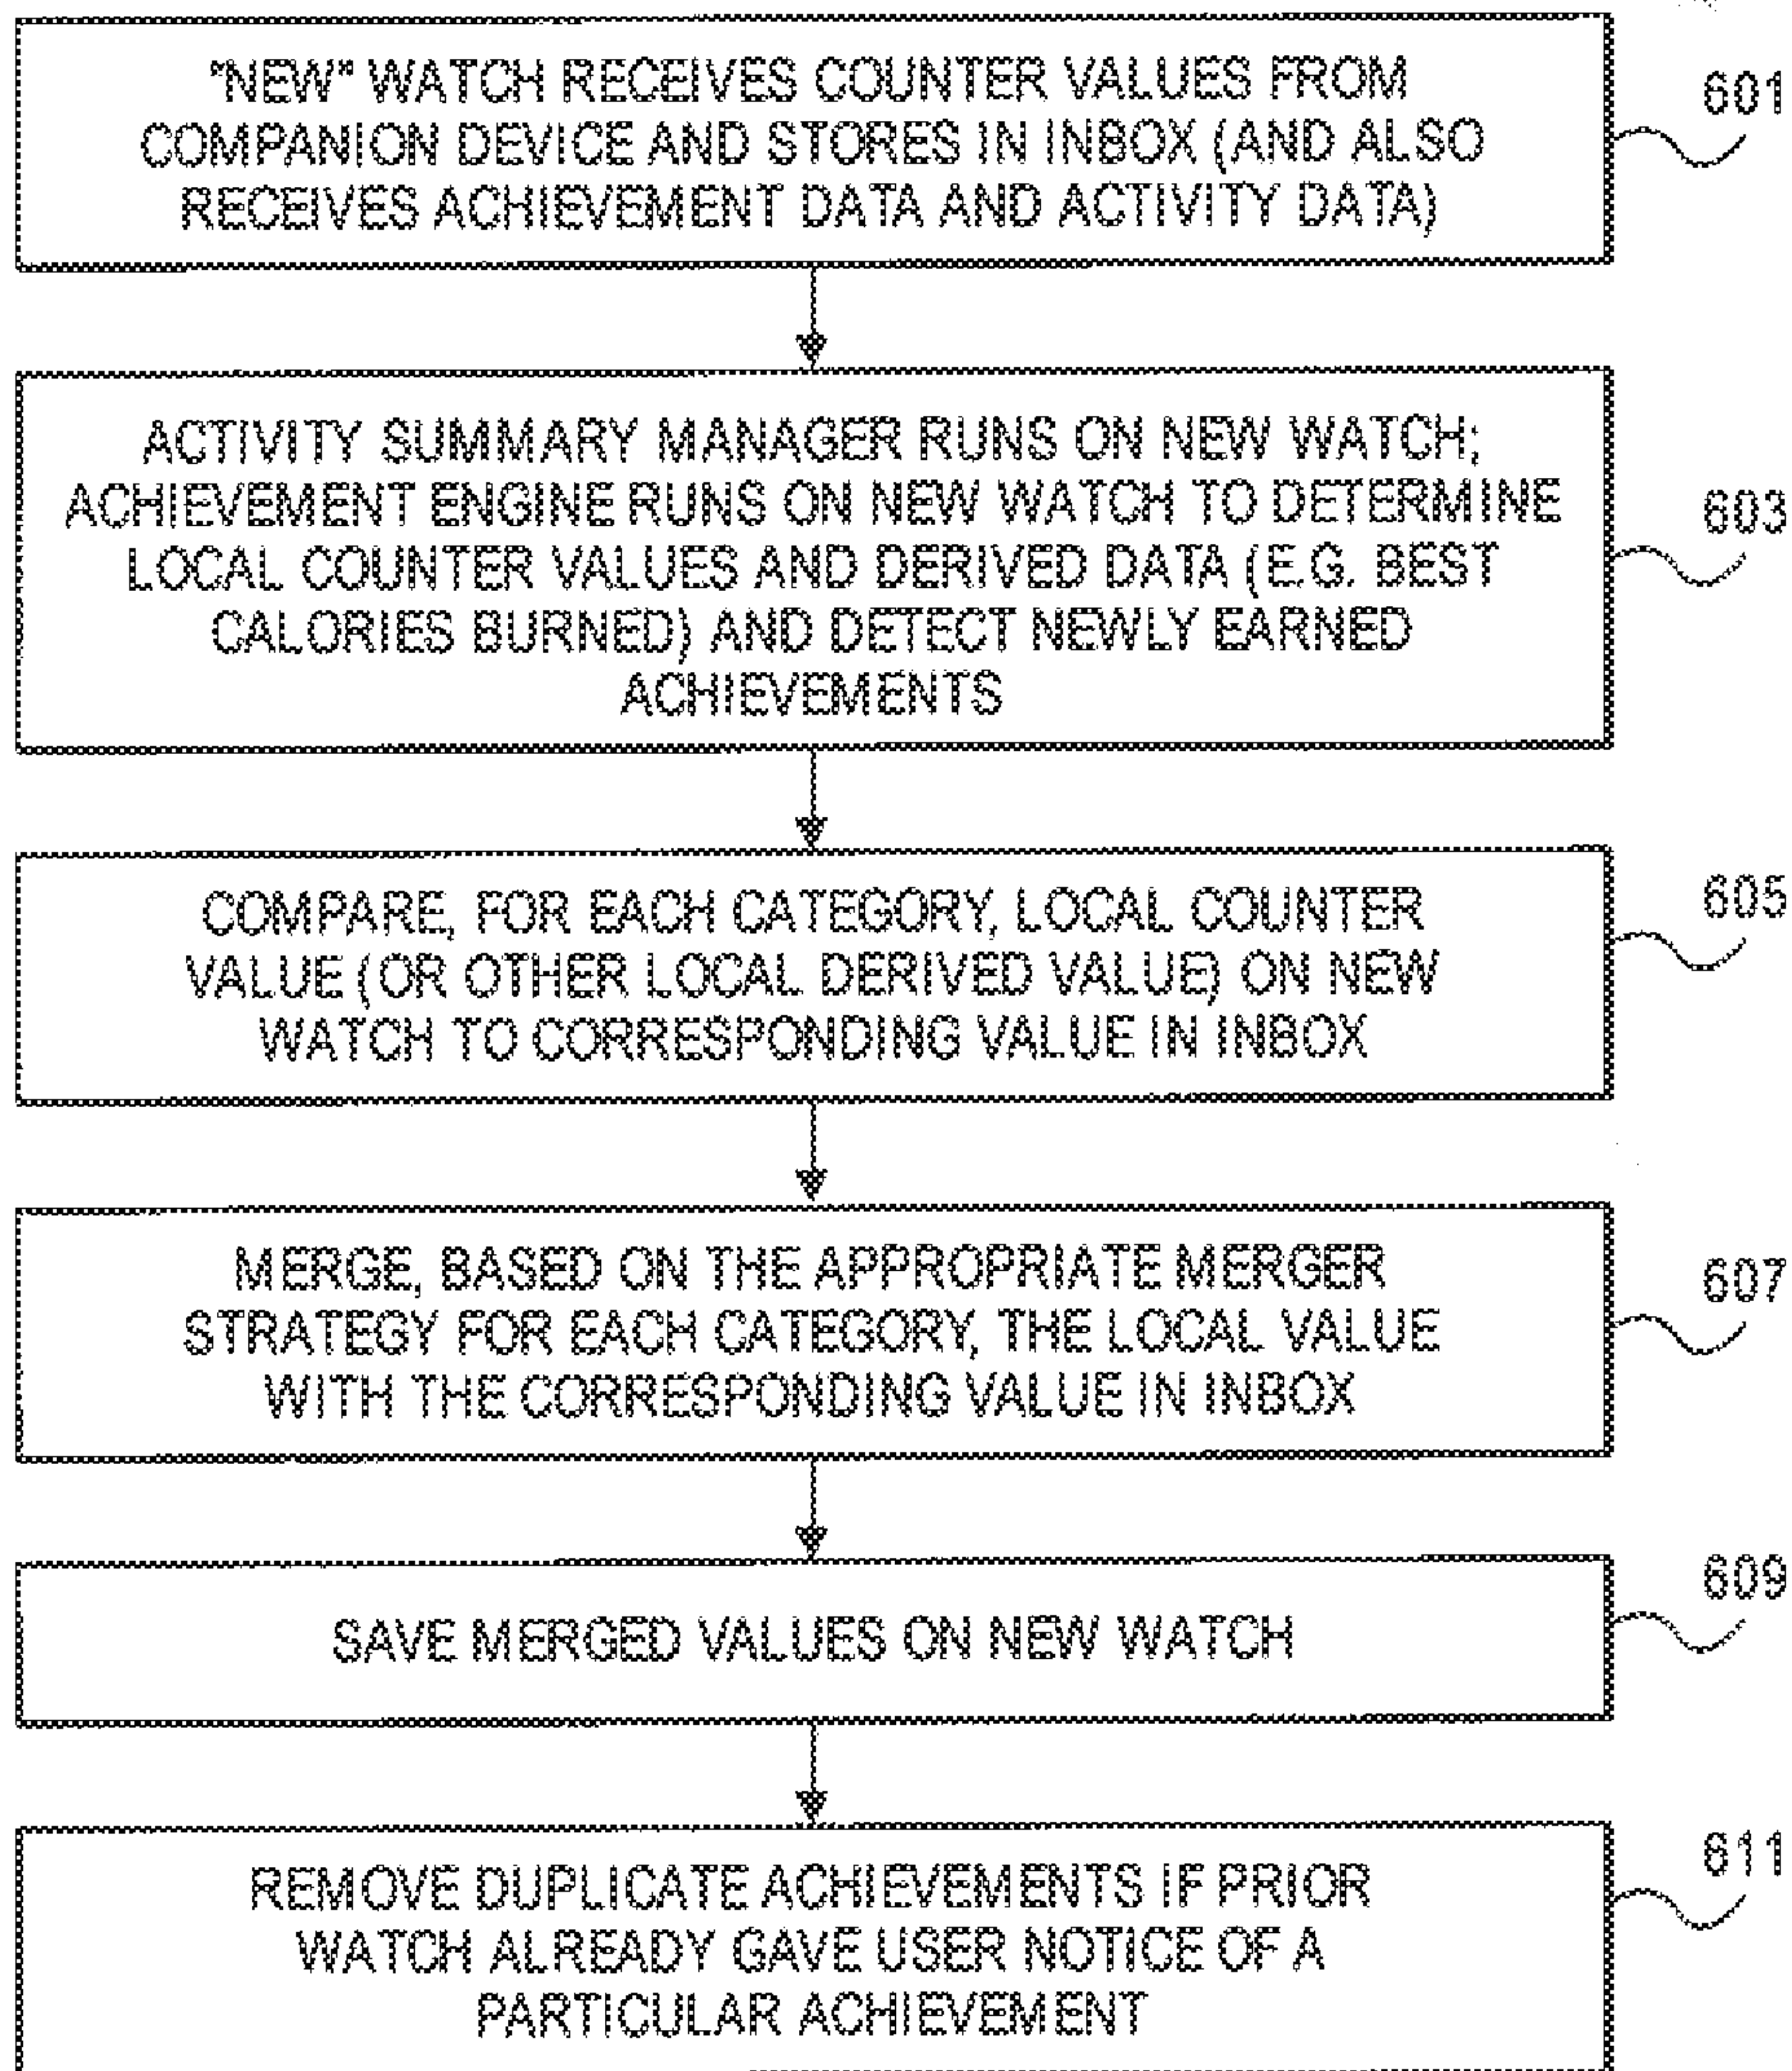 "NEW" WATCH RECEIVES COUNTER VALUES FROM
COMPANION DEVICE AND STORES IN INBOX (AND ALSO
RECEIVES ACHIEVEMENT DATA AND ACTIVITY DATA)
601
ACTIVITY SUMMARY MANAGER RUNS ON NEW WATCH;
ACHIEVEMENT ENGINE RUNS ON NEW WATCH TO DETERMINE
LOCAL COUNTER VALUES AND DERIVED DATA (E.G. BEST
CALORIES BURNED) AND DETECT NEWLY EARNED
ACHIEVEMENTS
603
COMPARE, FOR EACH CATEGORY, LOCAL COUNTER
VALUE (OR OTHER LOCAL DERIVED VALUE) ON NEW
WATCH TO CORRESPONDING VALUE IN INBOX
605
MERGE, BASED ON THE APPROPRIATE MERGER
STRATEGY FOR EACH CATEGORY, THE LOCAL VALUE
WITH THE CORRESPONDING VALUE IN INBOX
607
SAVE MERGED VALUES ON NEW WATCH
609
REMOVE DUPLICATE ACHIEVEMENTS IF PRIOR
WATCH ALREADY GAVE USER NOTICE OF A
PARTICULAR ACHIEVEMENT
611